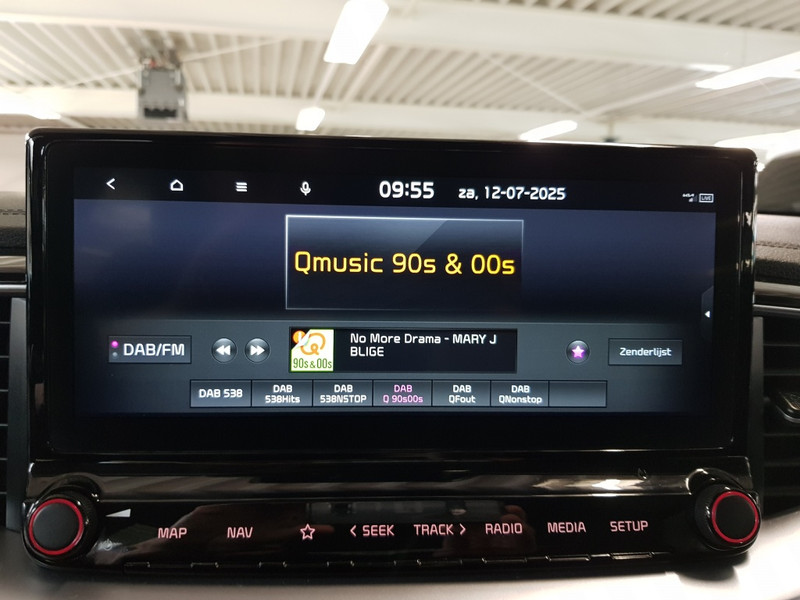 09:55 za, 12-07-2025
LIVE
Qmusic 90s & 00s
DAB/FM
90s&00s
No More Drama - MARY J
BLIGE
Zenderlijst
DAB 538
DAB
538Hits
DAB
538NSTOP
DAB
Q 90s00s
DAB
QFout
DAB
QNonstop
MAP NAV SEEK TRACK RADIO MEDIA SETUP